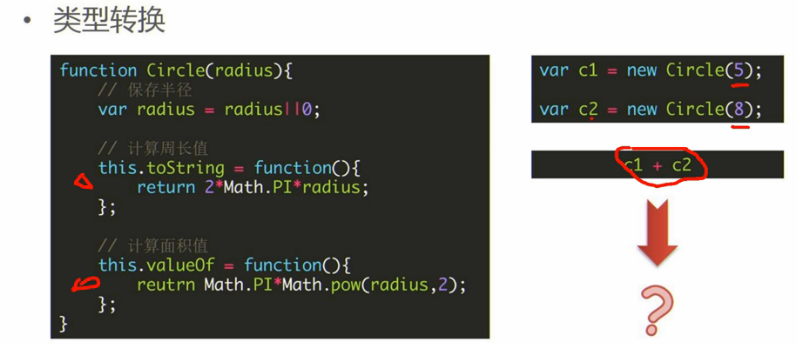 • 类型转换
function Circle(radius){
// 保存半径
var radius = radius||0;
// 计算周长值
this.toString = function(){
return 2*Math.PI*radius;
};
// 计算面积值
this.valueOf = function(){
reutrn Math.PI*Math.pow(radius,2);
};
}
var c1 = new Circle(5);
var c2 = new Circle(8);
c1 + c2
?